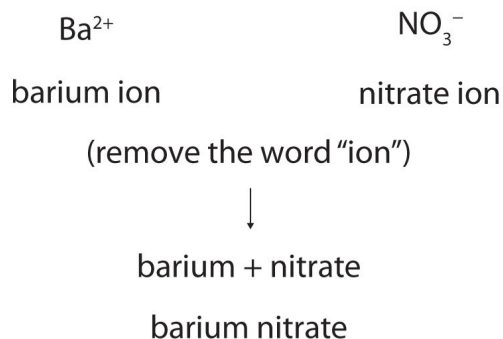 Ba²⁺ NO₃⁻
barium ion nitrate ion
(remove the word “ion”)
barium + nitrate
barium nitrate